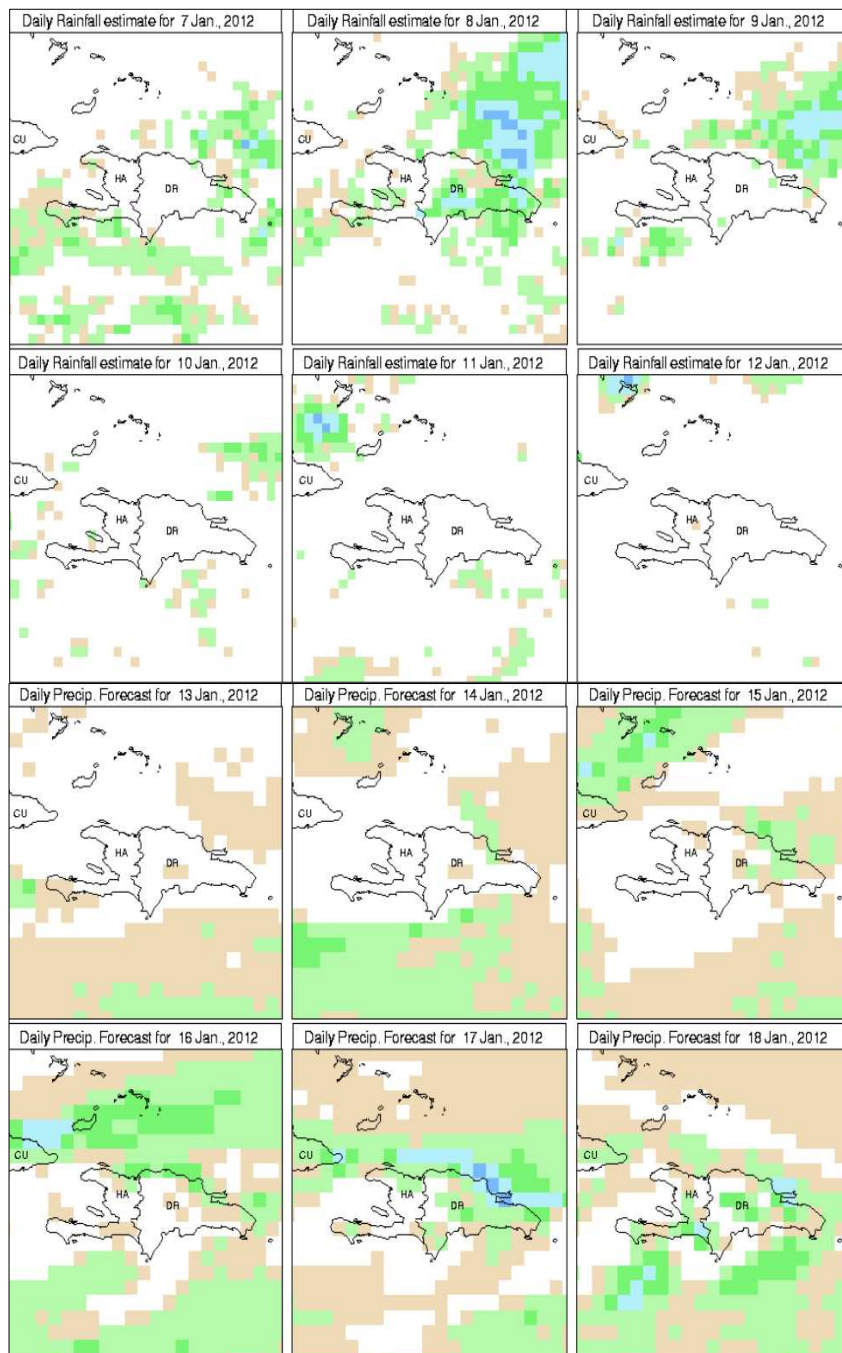 Daily Rainfall estimate for 7 Jan., 2012
CU
HA
DR
Daily Rainfall estimate for 8 Jan., 2012
CU
HA
DR
Daily Rainfall estimate for 9 Jan., 2012
CU
HA
DR
Daily Rainfall estimate for 10 Jan., 2012
CU
HA
DR
Daily Rainfall estimate for 11 Jan., 2012
CU
HA
DR
Daily Rainfall estimate for 12 Jan., 2012
CU
HA
DR
Daily Precip. Forecast for 13 Jan., 2012
CU
HA
DR
Daily Precip. Forecast for 14 Jan., 2012
CU
HA
DR
Daily Precip. Forecast for 15 Jan., 2012
CU
HA
DR
Daily Precip. Forecast for 16 Jan., 2012
CU
HA
DR
Daily Precip. Forecast for 17 Jan., 2012
CU
HA
DR
Daily Precip. Forecast for 18 Jan., 2012
CU
HA
DR